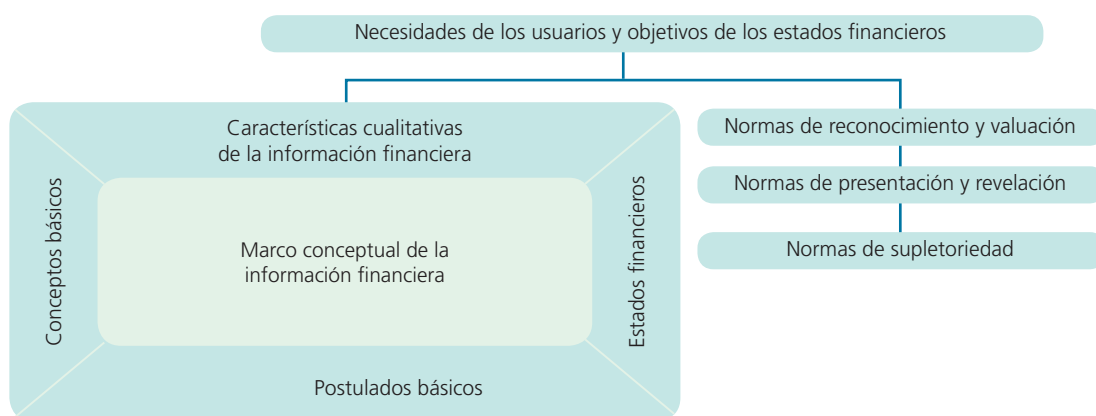 Necesidades de los usuarios y objetivos de los estados financieros
Características cualitativas
de la información financiera
Conceptos básicos
Marco conceptual de la
información financiera
Estados financieros
Postulados básicos
Normas de reconocimiento y valuación
Normas de presentación y revelación
Normas de supletoriedad